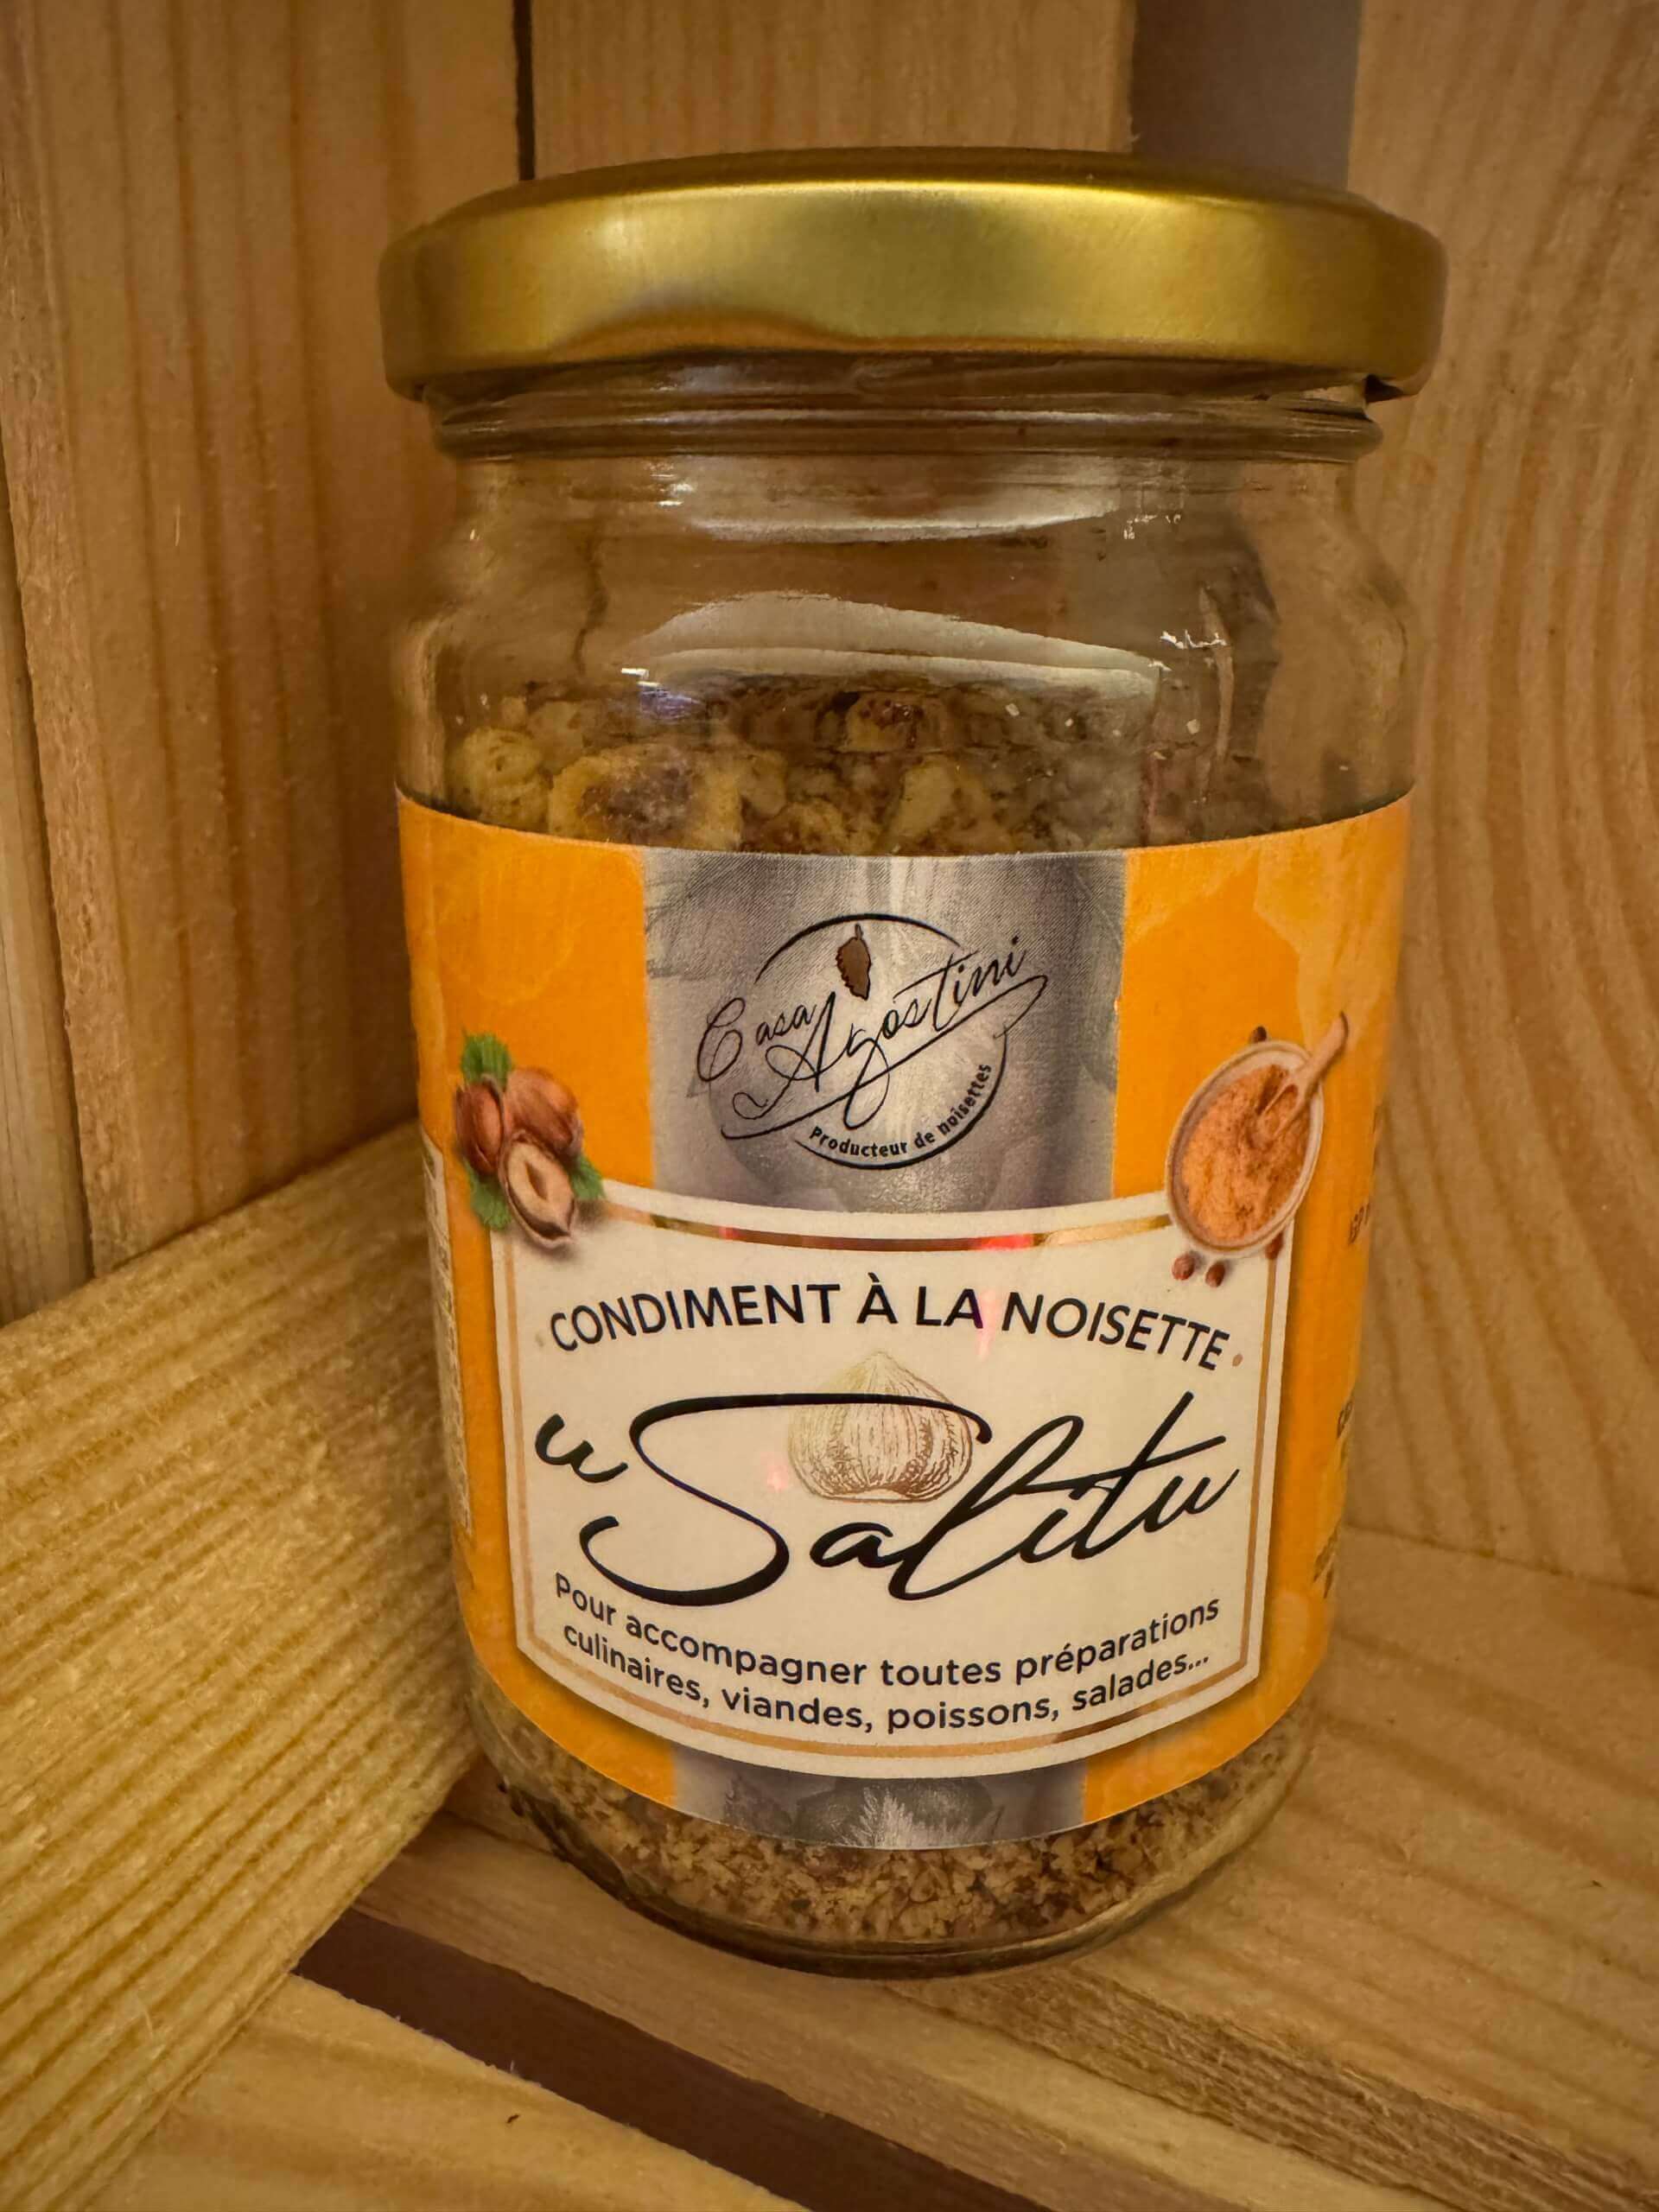 Casa Agostini
Producteur de noisettes
CONDIMENT À LA NOISETTE
u Salitu
Pour accompagner toutes préparations
culinaires, viandes, poissons, salades...